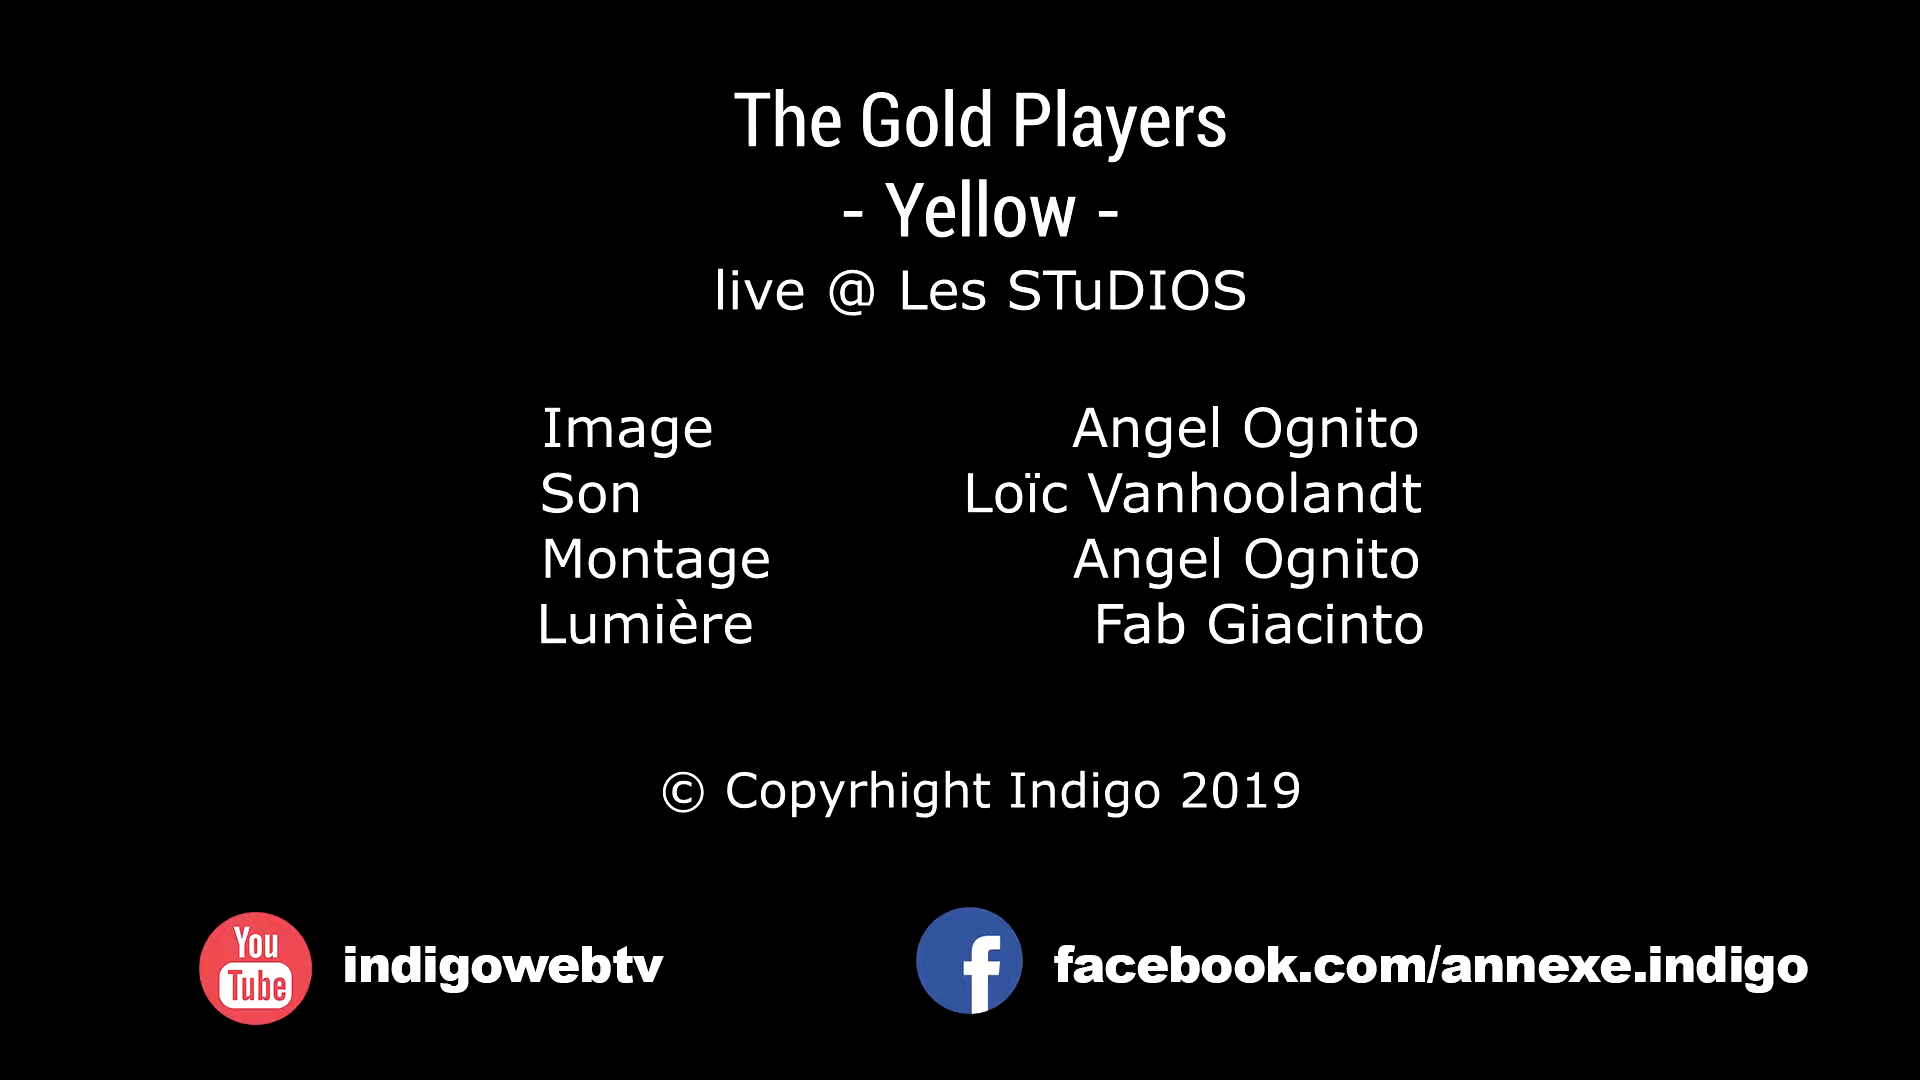 The Gold Players
- Yellow -
live @ Les STuDIOS
Image Angel Ognito
Son Loïc Vanhoolandt
Montage Angel Ognito
Lumière Fab Giacinto
© Copyrhight Indigo 2019
You
Tube
indigowebtv
f
facebook.com/annexe.indigo